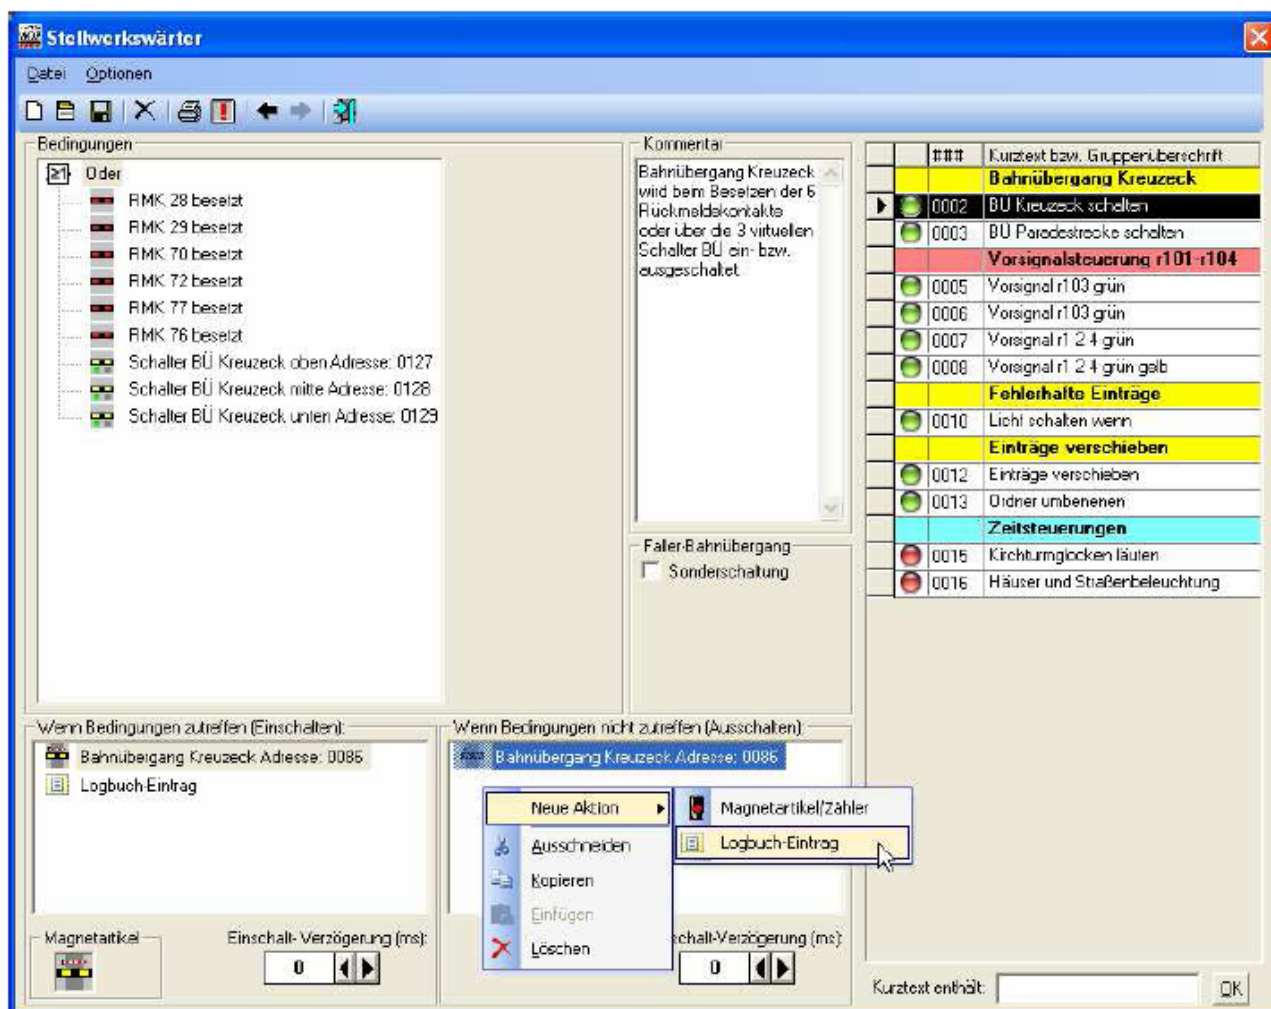 Stellwerkswärter
Datei Optionen
Bedingungen
Oder
RMK 28 besetzt
RMK 29 besetzt
RMK 70 besetzt
RMK 72 besetzt
RMK 77 besetzt
RMK 76 besetzt
Schalter BÜ Kreuzeck oben Adresse: 0127
Schalter BÜ Kreuzeck mitte Adresse: 0128
Schalter BÜ Kreuzeck unten Adresse: 0129
Kommentar
Bahnübergang Kreuzeck
wird beim Besetzen der 6
Rückmeldekontakte
oder über die 3 virtuellen
Schalter BÜ ein- bzw.
ausgeschaltet
Faller-Bahnübergang
Sonderschaltung
### Kurztext bzw. Gruppenüberschrift
Bahnübergang Kreuzeck
0002 BÜ Kreuzeck schalten
0003 BÜ Paradestrecke schalten
Vorsignalsteuerung r101-r104
0005 Vorsignal r103 grün
0006 Vorsignal r103 grün
0007 Vorsignal r1 2 4 grün
0008 Vorsignal r1 2 4 grün gelb
Fehlerhafte Einträge
0010 Licht schalten wenn
Einträge verschieben
0012 Einträge verschieben
0013 Ordner umbenenen
Zeitsteuerungen
0015 Kirchturmglocken läuten
0016 Häuser und Straßenbeleuchtung
Wenn Bedingungen zutreffen (Einschalten):
Bahnübergang Kreuzeck Adresse: 0086
Logbuch-Eintrag
Magnetartikel
Einschalt- Verzögerung (ms):
0
Wenn Bedingungen nicht zutreffen (Ausschalten):
Bahnübergang Kreuzeck Adresse: 0086
Neue Aktion
Ausschneiden
Kopieren
Einfügen
Löschen
Magnetartikel/Zähler
Logbuch-Eintrag
schalt-Verzögerung (ms):
0
Kurztext enthält:
OK